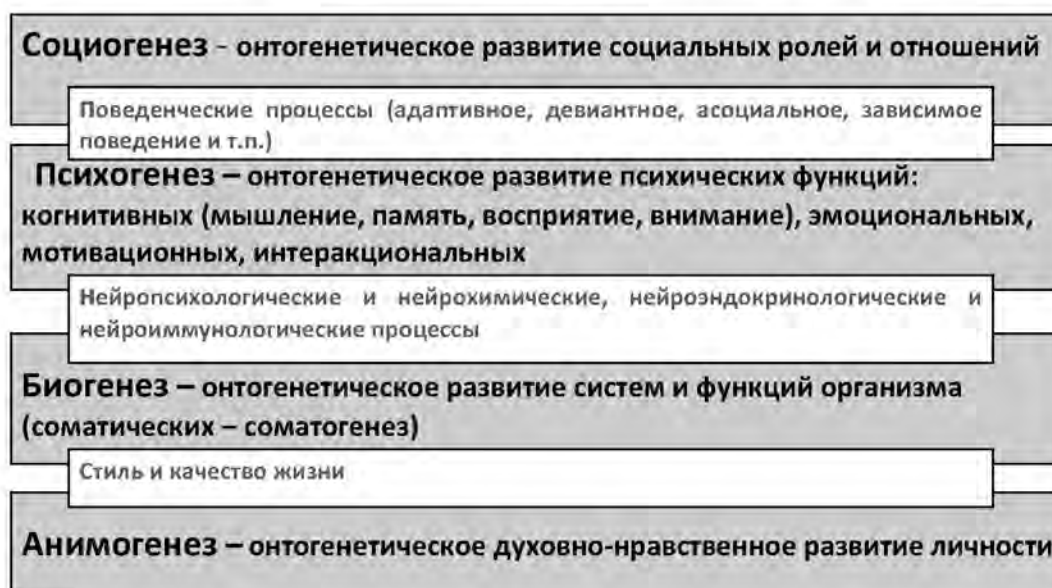 Социогенез - онтогенетическое развитие социальных ролей и отношений
Поведенческие процессы (адаптивное, девиантное, асоциальное, зависимое
поведение и т.п.)
Психогенез – онтогенетическое развитие психических функций:
когнитивных (мышление, память, восприятие, внимание), эмоциональных,
мотивационных, интеракциональных
Нейропсихологические и нейрохимические, нейроэндокринологические и
нейроиммунологические процессы
Биогенез – онтогенетическое развитие систем и функций организма
(соматических – соматогенез)
Стиль и качество жизни
Анимогенез – онтогенетическое духовно-нравственное развитие личности